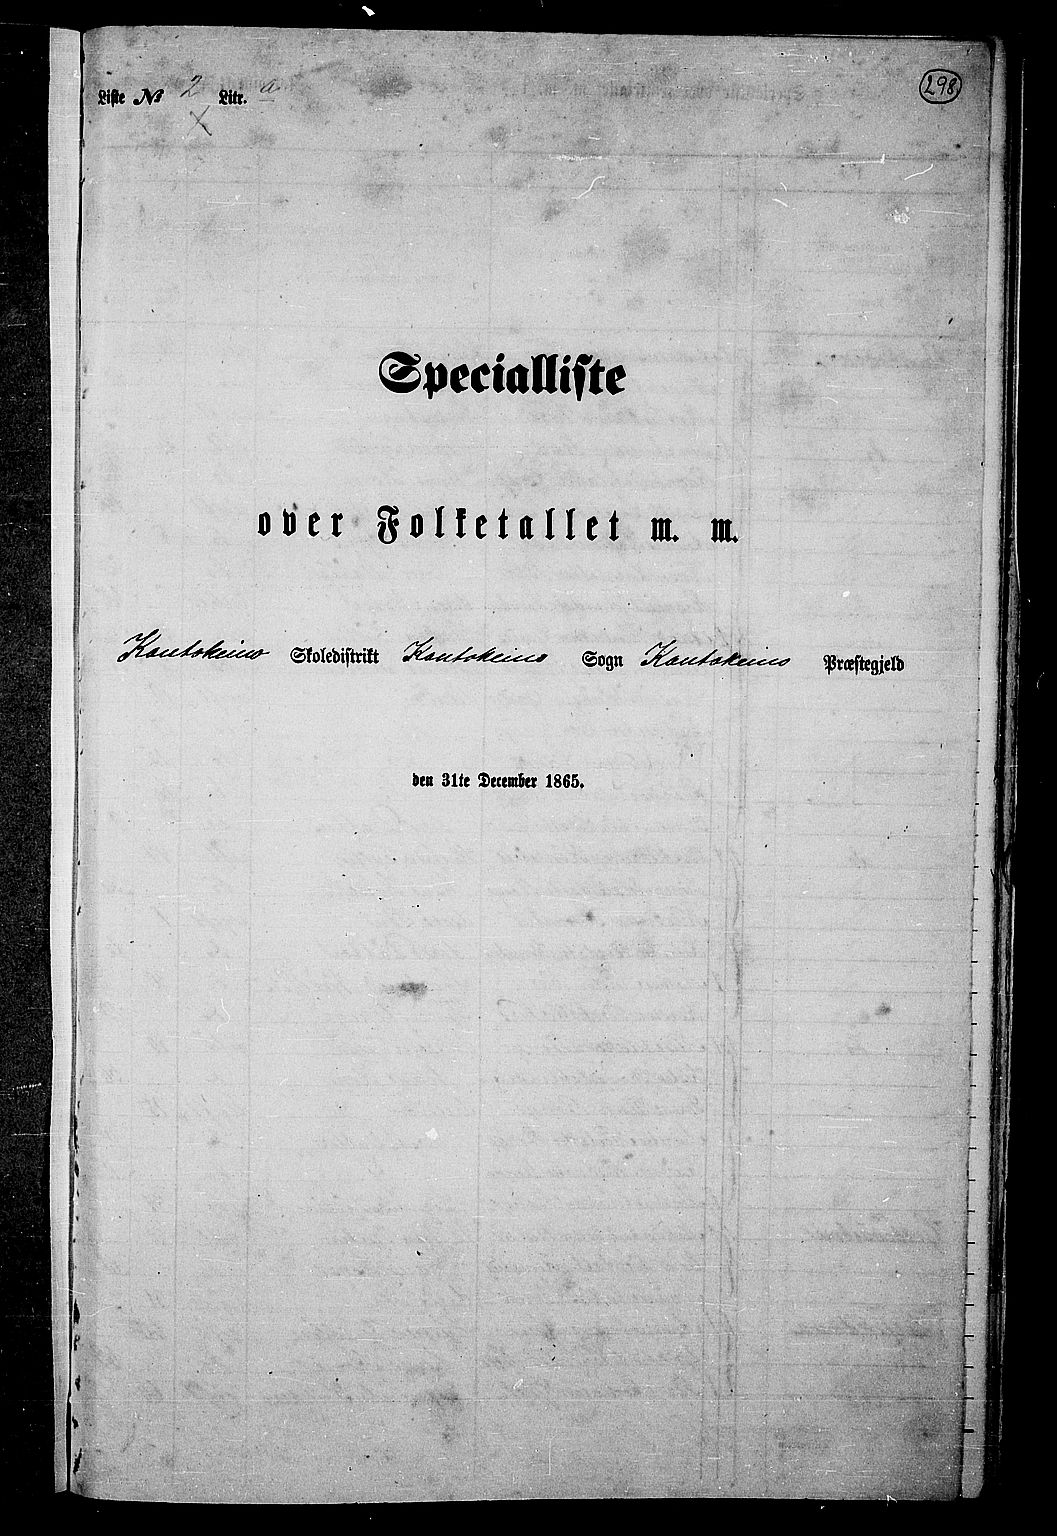 Liste № 2 Litr. a
298
Specialliste
over Folketallet m. m.
Kautokeino Skoledistrikt Kautokeino Sogn Kautokeino Præstegjeld
den 31te December 1865.